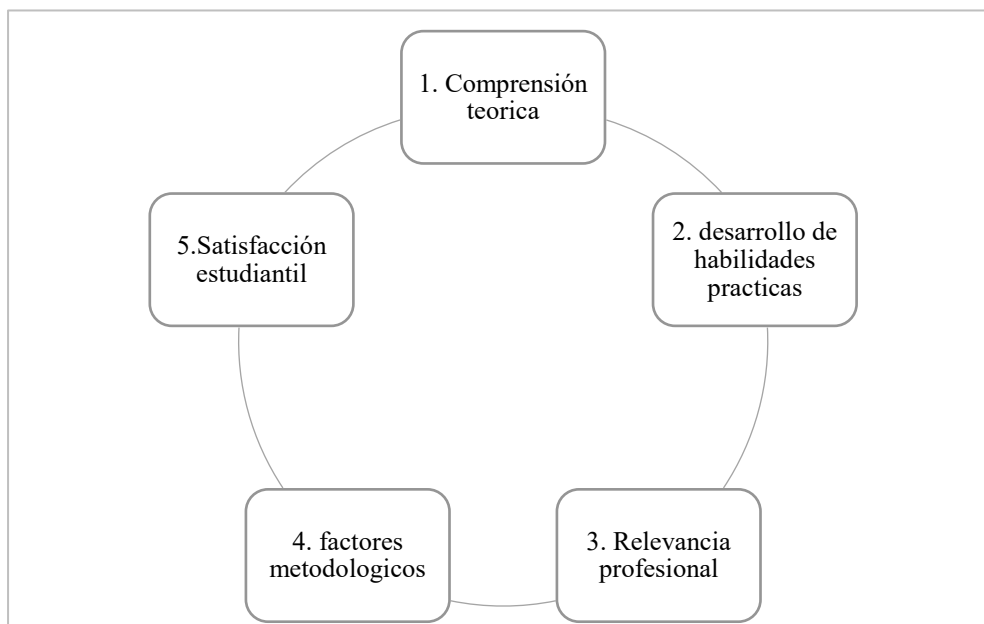 1. Comprensión
teorica
2. desarrollo de
habilidades
practicas
3. Relevancia
profesional
4. factores
metodologicos
5.Satisfacción
estudiantil